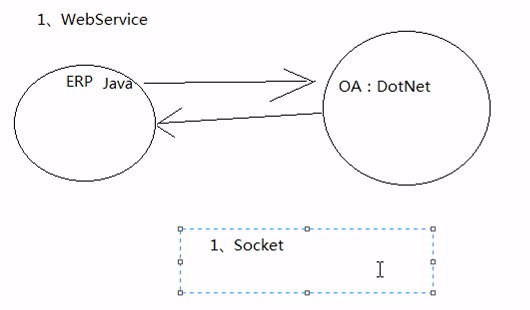 1、WebService
ERP Java
OA：DotNet
1、Socket